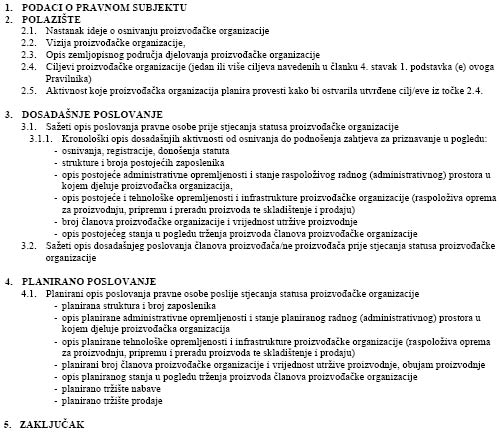 1. PODACI O PRAVNOM SUBJEKTU
2. POLAZIŠTE
2.1. Nastanak ideje o osnivanju proizvođačke organizacije
2.2. Vizija proizvođačke organizacije,
2.3. Opis zemljopisnog područja djelovanja proizvođačke organizacije
2.4. Ciljevi proizvođačke organizacije (jedan ili više ciljeva navedenih u članku 4. stavak 1. podstavka (e) ovoga
Pravilnika)
2.5. Aktivnost koje proizvođačka organizacija planira provesti kako bi ostvarila utvrđene cilj/eve iz točke 2.4.
3. DOSADAŠNJE POSLOVANJE
3.1. Sažeti opis poslovanja pravne osobe prije stjecanja statusa proizvođačke organizacije
3.1.1. Kronološki opis dosadašnjih aktivnosti od osnivanja do podnošenja zahtjeva za priznavanje u pogledu:
- osnivanja, registracije, donošenja statuta
- strukture i broja postojećih zaposlenika
- opis postojeće administrativne opremljenosti i stanje raspoloživog radnog (administrativnog) prostora u
kojem djeluje proizvođačka organizacija,
- opis postojeće i tehnološke opremljenosti i infrastrukture proizvođačke organizacije (raspoloživa oprema
za proizvodnju, pripremu i preradu proizvoda te skladištenje i prodaju)
- broj članova proizvođačke organizacije i vrijednost utržive proizvodnje
- opis postojećeg stanja u pogledu trženja proizvoda članova proizvođačke organizacije
3.2. Sažeti opis dosadašnjeg poslovanja članova proizvođača/ne proizvođača prije stjecanja statusa proizvođačke
organizacije
4. PLANIRANO POSLOVANJE
4.1. Planirani opis poslovanja pravne osobe poslije stjecanja statusa proizvođačke organizacije
- planirana struktura i broj zaposlenika
- opis planirane administrativne opremljenosti i stanje planiranog radnog (administrativnog) prostora u
kojem djeluje proizvođačka organizacija
- opis planirane tehnološke opremljenosti i infrastrukture proizvođačke organizacije (raspoloživa oprema
za proizvodnju, pripremu i preradu proizvoda te skladištenje i prodaju)
- planirani broj članova proizvođačke organizacije i vrijednost utržive proizvodnje, obujam proizvodnje
- opis planiranog stanja u pogledu trženja proizvoda članova proizvođačke organizacije
- planirano tržište nabave
- planirano tržište prodaje
5. ZAKLJUČAK